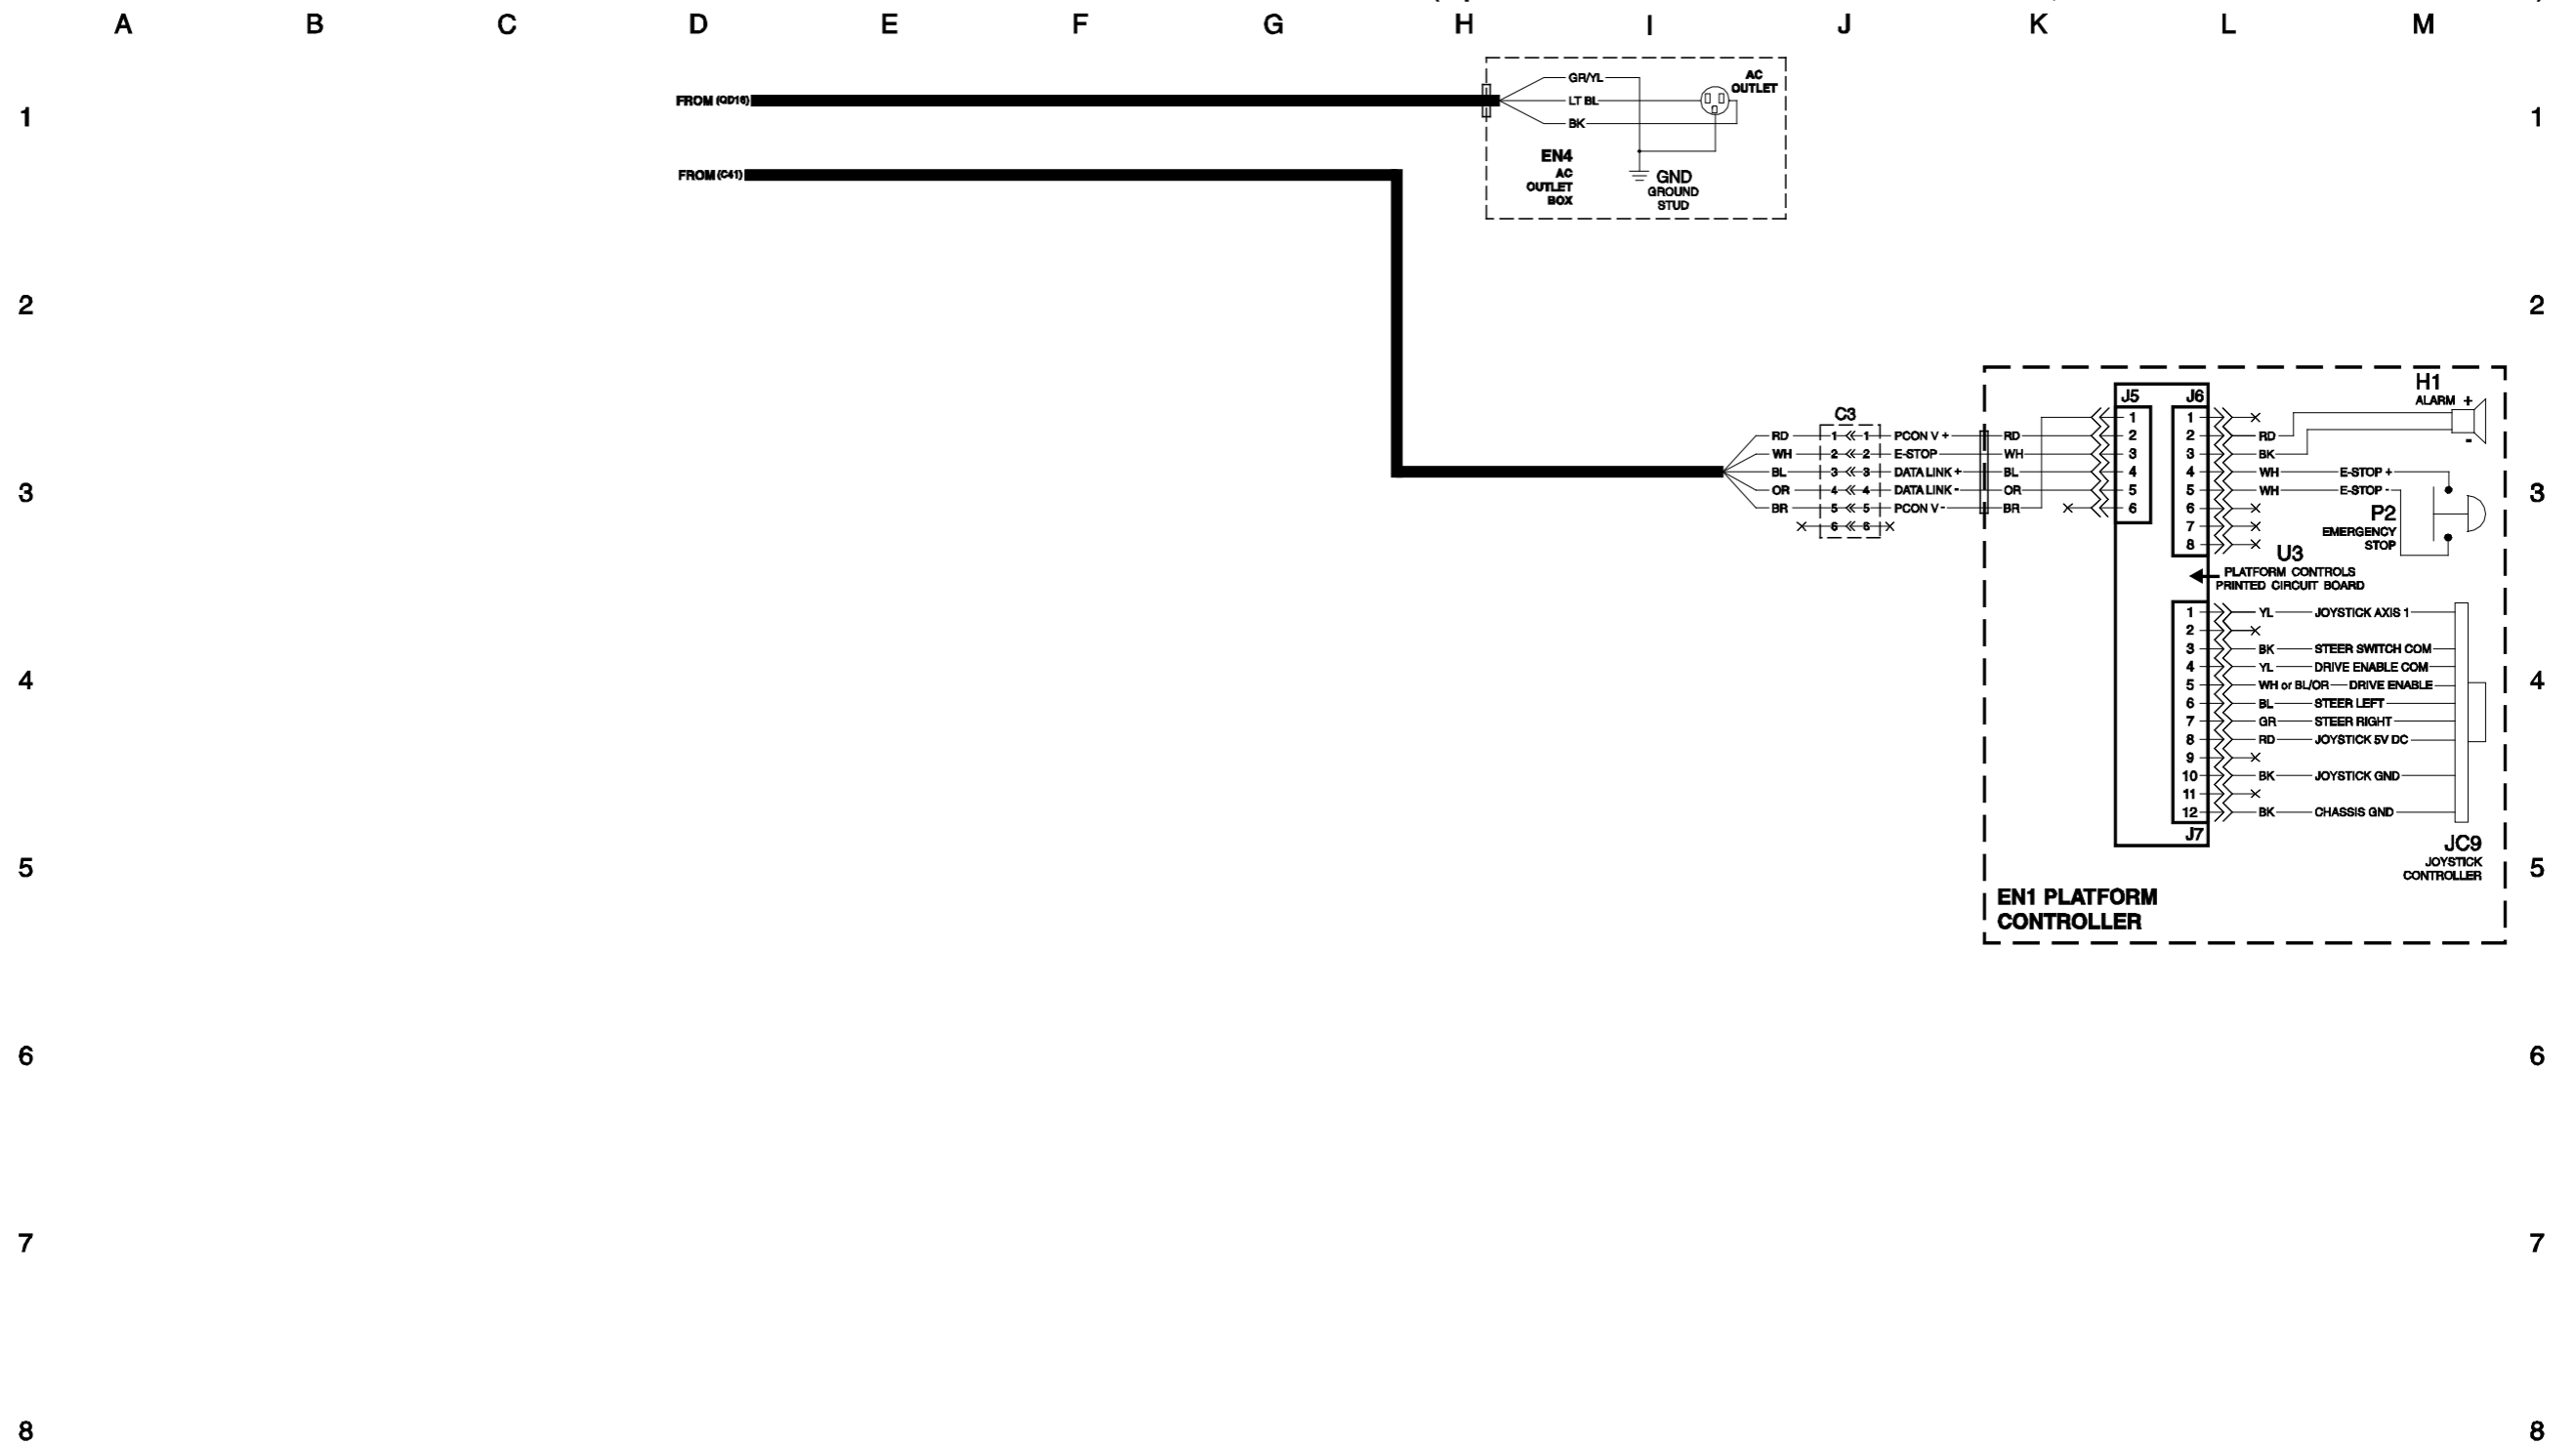 A B C D E F G H I J K L M
1 1
FROM (QD16)
GR/YL
LT BL
BK
AC
OUTLET
EN4
AC
OUTLET
BOX
GND
GROUND
STUD
FROM (C41)
2 2
3 3
C3
RD 1 1 PCON V + RD
WH 2 2 E-STOP WH
BL 3 3 DATA LINK + BL
OR 4 4 DATA LINK - OR
BR 5 5 PCON V - BR
6 6
J5
1
2
3
4
5
6
J6
1
2 RD
3 BK
4 WH E-STOP +
5 WH E-STOP -
6
7
8
H1
ALARM +
-
P2
EMERGENCY
STOP
U3
PLATFORM CONTROLS
PRINTED CIRCUIT BOARD
4 4
1 YL JOYSTICK AXIS 1
2
3 BK STEER SWITCH COM
4 YL DRIVE ENABLE COM
5 WH or BL/OR DRIVE ENABLE
6 BL STEER LEFT
7 GR STEER RIGHT
8 RD JOYSTICK 5V DC
9
10 BK JOYSTICK GND
11
12 BK CHASSIS GND
J7
JC9
JOYSTICK
CONTROLLER
5 5
EN1 PLATFORM
CONTROLLER
6 6
7 7
8 8